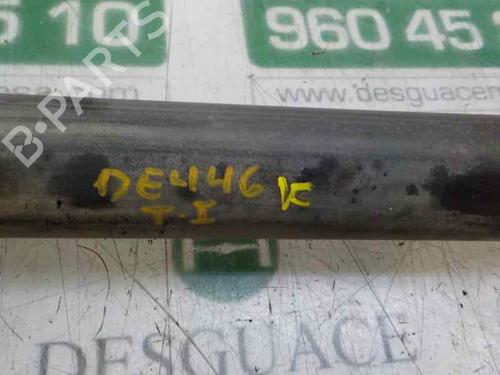 5 10
960 45
www.desguace
B-PARTS
DE446 K
T-I
DESGUACE